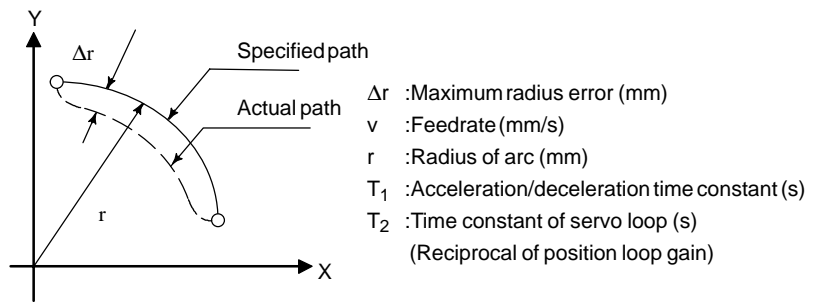 Y
Δr
Specified path
Actual path
r
X
Δr :Maximum radius error (mm)
v :Feedrate (mm/s)
r :Radius of arc (mm)
T1 :Acceleration/deceleration time constant (s)
T2 :Time constant of servo loop (s)
(Reciprocal of position loop gain)